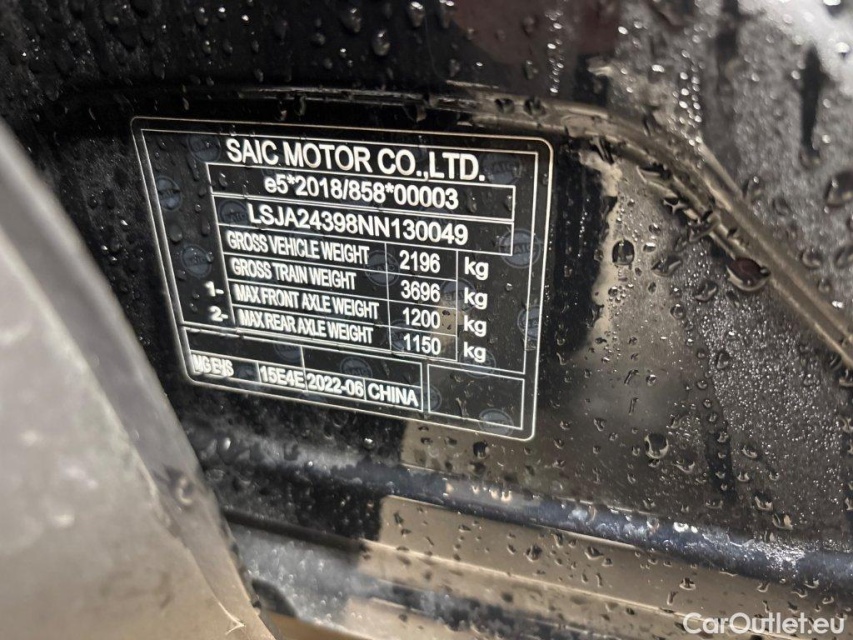 SAIC MOTOR CO.,LTD.
e5*2018/858*00003
LSJA24398NN130049
GROSS VEHICLE WEIGHT 2196 kg
GROSS TRAIN WEIGHT 3696 kg
1- MAX FRONT AXLE WEIGHT 1200 kg
2- MAX REAR AXLE WEIGHT 1150 kg
MG EHS 15E4E 2022-06 CHINA
CarOutlet.eu